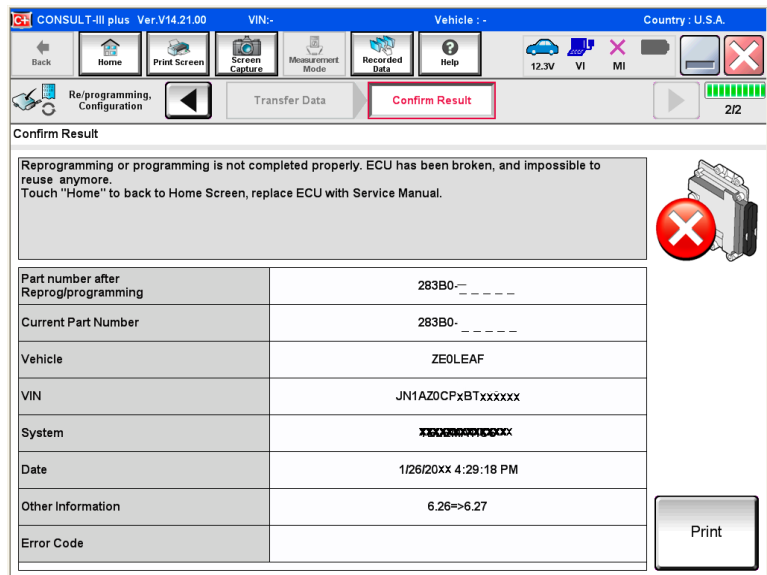 C+ CONSULT-III plus Ver.V14.21.00 VIN:- Vehicle : - Country : U.S.A.
Back Home Print Screen Screen Capture Measurement Mode Recorded Data Help 12.3V VI MI
Re/programming, Configuration Transfer Data Confirm Result 2/2
Confirm Result
Reprogramming or programming is not completed properly. ECU has been broken, and impossible to
reuse anymore.
Touch "Home" to back to Home Screen, replace ECU with Service Manual.
Part number after
Reprog/programming
283B0-_ _ _ _ _
Current Part Number 283B0-_ _ _ _ _
Vehicle ZE0LEAF
VIN JN1AZ0CPxBTxxxxxx
System
Date 1/26/20xx 4:29:18 PM
Other Information 6.26=>6.27
Error Code
Print